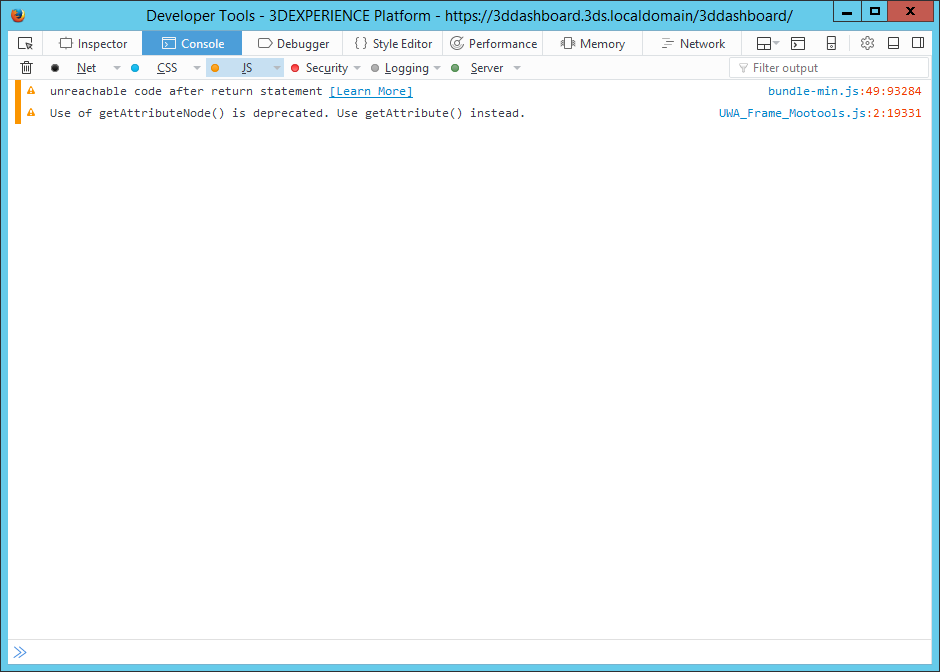 Developer Tools - 3DEXPERIENCE Platform - https://3ddashboard.3ds.localdomain/3ddashboard/
Inspector Console Debugger { } Style Editor Performance Memory Network
Net CSS JS Security Logging Server Filter output
unreachable code after return statement [Learn More] bundle-min.js:49:93284
Use of getAttributeNode() is deprecated. Use getAttribute() instead. UWA_Frame_Mootools.js:2:19331